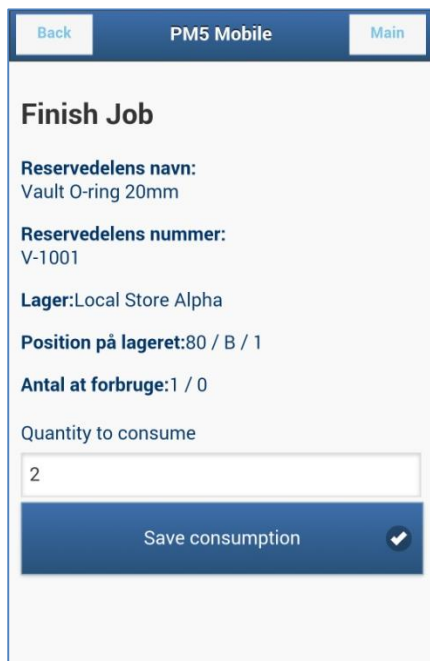 Back PM5 Mobile Main
Finish Job
Reservedelens navn:
Vault O-ring 20mm
Reservedelens nummer:
V-1001
Lager:Local Store Alpha
Position på lageret:80 / B / 1
Antal at forbruge:1 / 0
Quantity to consume
2
Save consumption